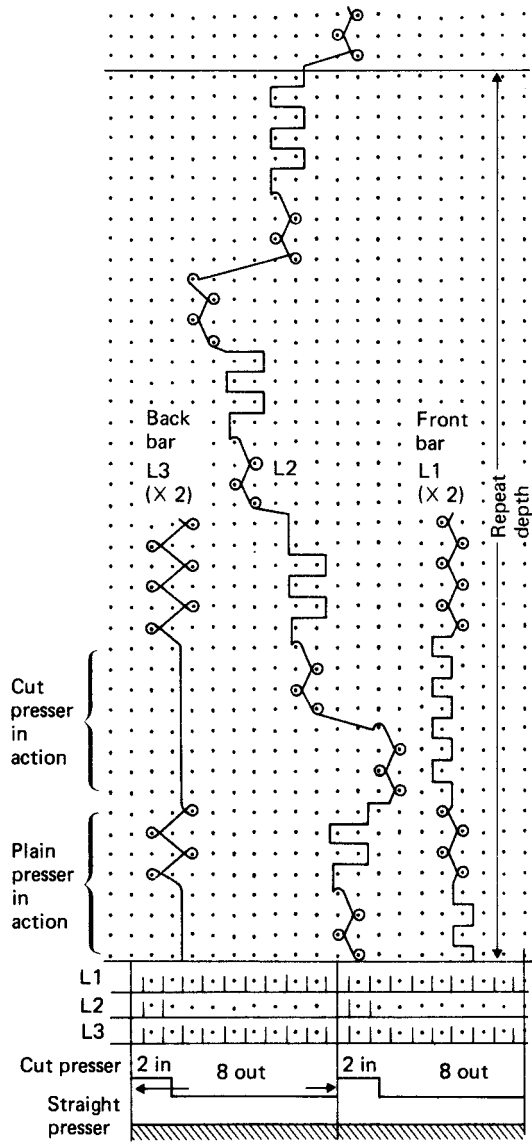 Back
bar
L3
(× 2)
L2
Front
bar
L1
(× 2)
Repeat
depth
Cut
presser
in
action
Plain
presser
in
action
L1
L2
L3
Cut presser
2 in
8 out
2 in
8 out
Straight
presser